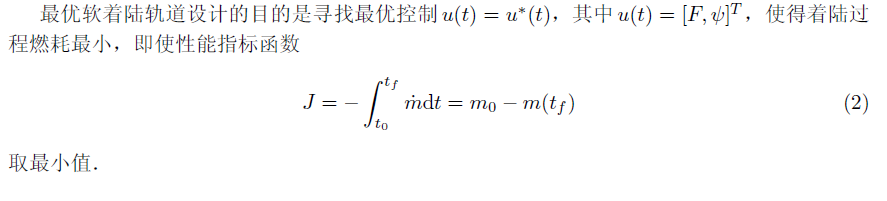 最优软着陆轨道设计的目的是寻找最优控制 u(t) = u*(t)，其中 u(t) = [F, ψ]^T，使得着陆过
程燃耗最小，即使性能指标函数
J = −∫_{t_0}^{t_f} ṁdt = m_0 − m(t_f) (2)
取最小值．